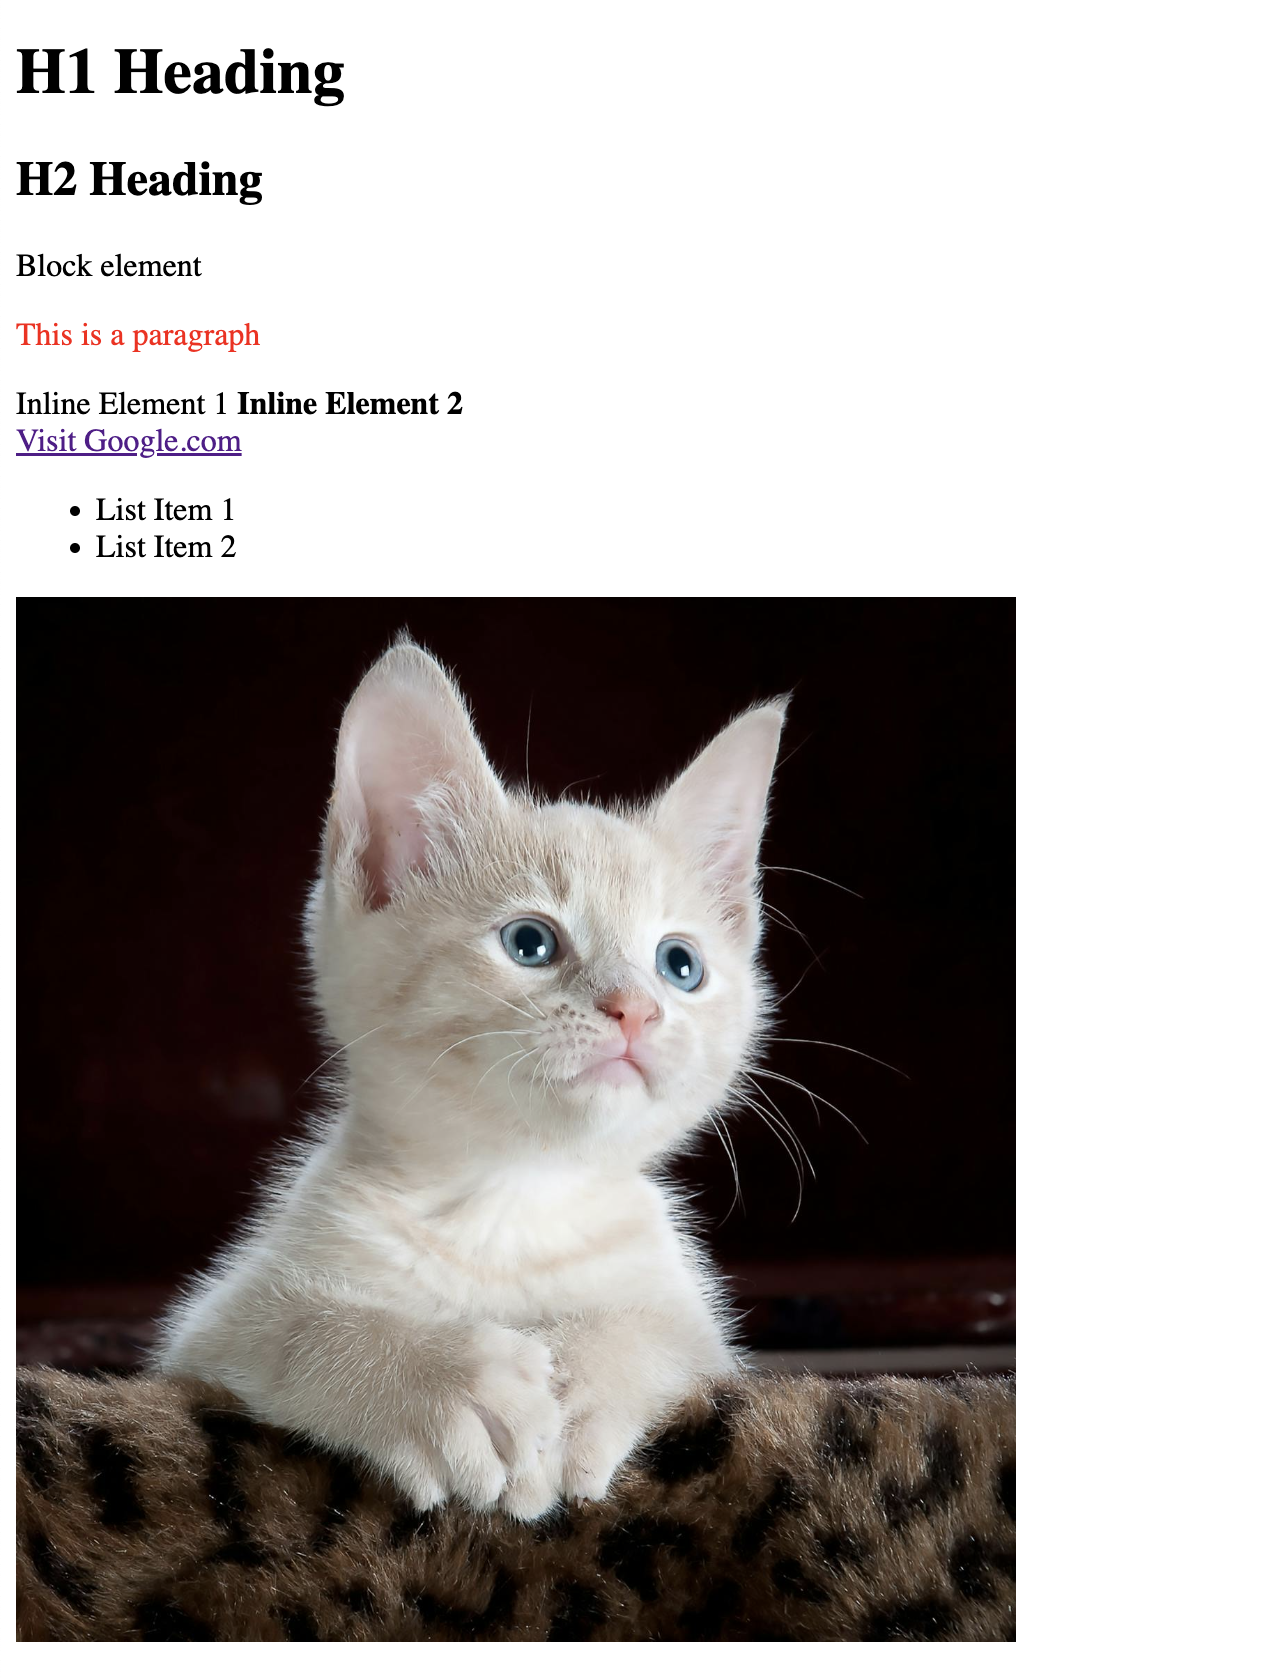 H1 Heading
H2 Heading
Block element
This is a paragraph
Inline Element 1 Inline Element 2
Visit Google.com
List Item 1
List Item 2